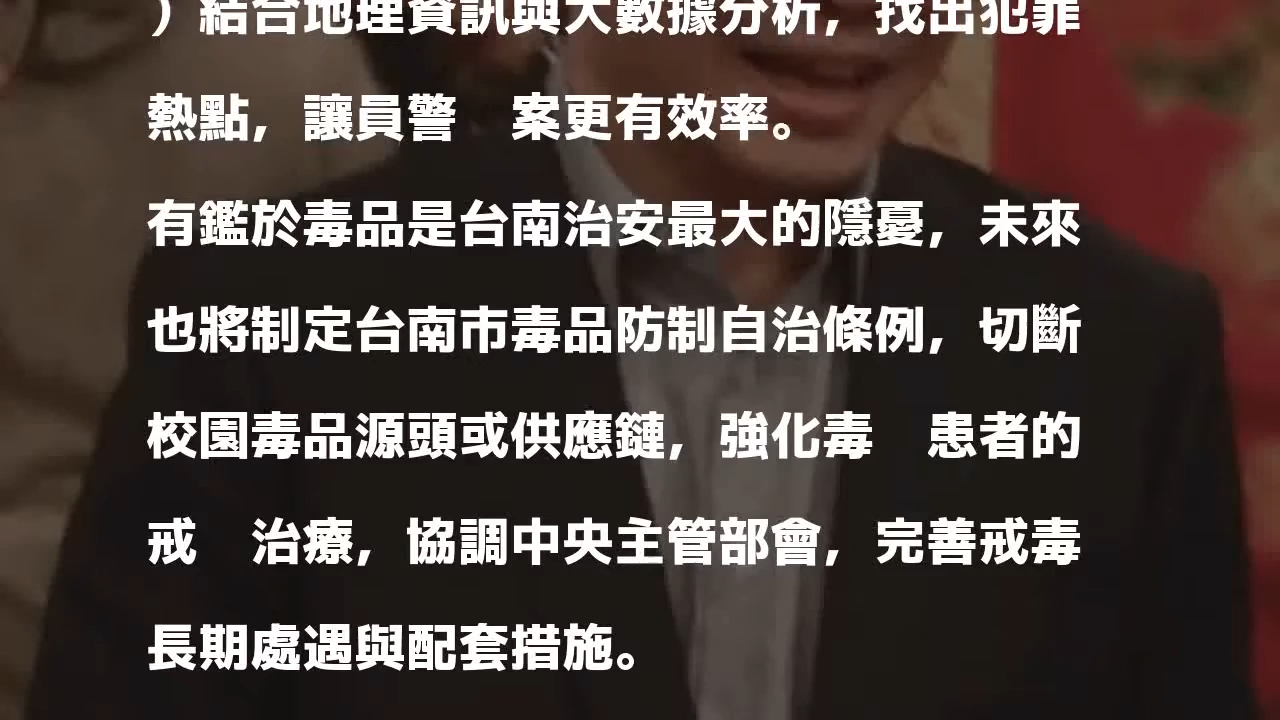 ）結合地理資訊與大數據分析，找出犯罪
熱點，讓員警　案更有效率。
有鑑於毒品是台南治安最大的隱憂，未來
也將制定台南市毒品防制自治條例，切斷
校園毒品源頭或供應鏈，強化毒　患者的
戒　治療，協調中央主管部會，完善戒毒
長期處遇與配套措施。